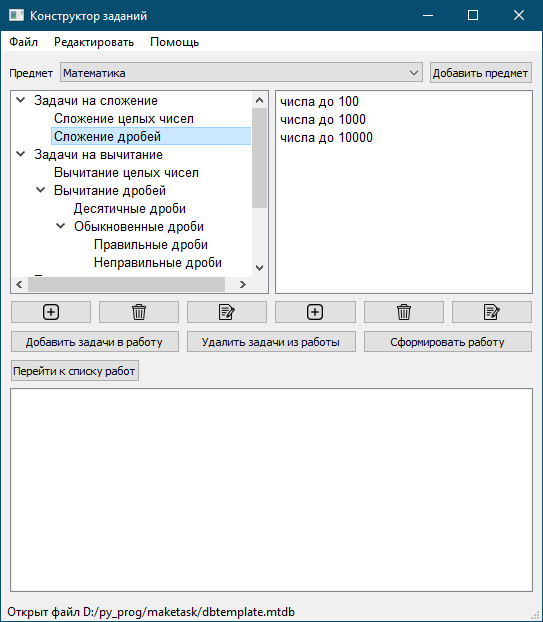 Конструктор заданий
Файл Редактировать Помощь
Предмет Математика Добавить предмет
Задачи на сложение
Сложение целых чисел
Сложение дробей
Задачи на вычитание
Вычитание целых чисел
Вычитание дробей
Десятичные дроби
Обыкновенные дроби
Правильные дроби
Неправильные дроби
числа до 100
числа до 1000
числа до 10000
Добавить задачи в работу Удалить задачи из работы Сформировать работу
Перейти к списку работ
Открыт файл D:/py_prog/maketask/dbtemplate.mtdb